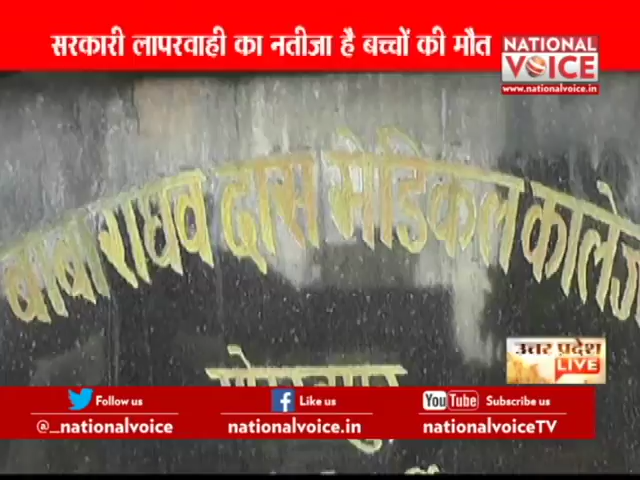 सरकारी लापरवाही का नतीजा है बच्चों की मौत
NATIONAL
VOICE
www.nationalvoice.in
बाबा राघव दास मेडिकल कालेज
उत्तर प्रदेश
LIVE
Follow us
Like us
YouTube
Subscribe us
@_nationalvoice
nationalvoice.in
nationalvoiceTV